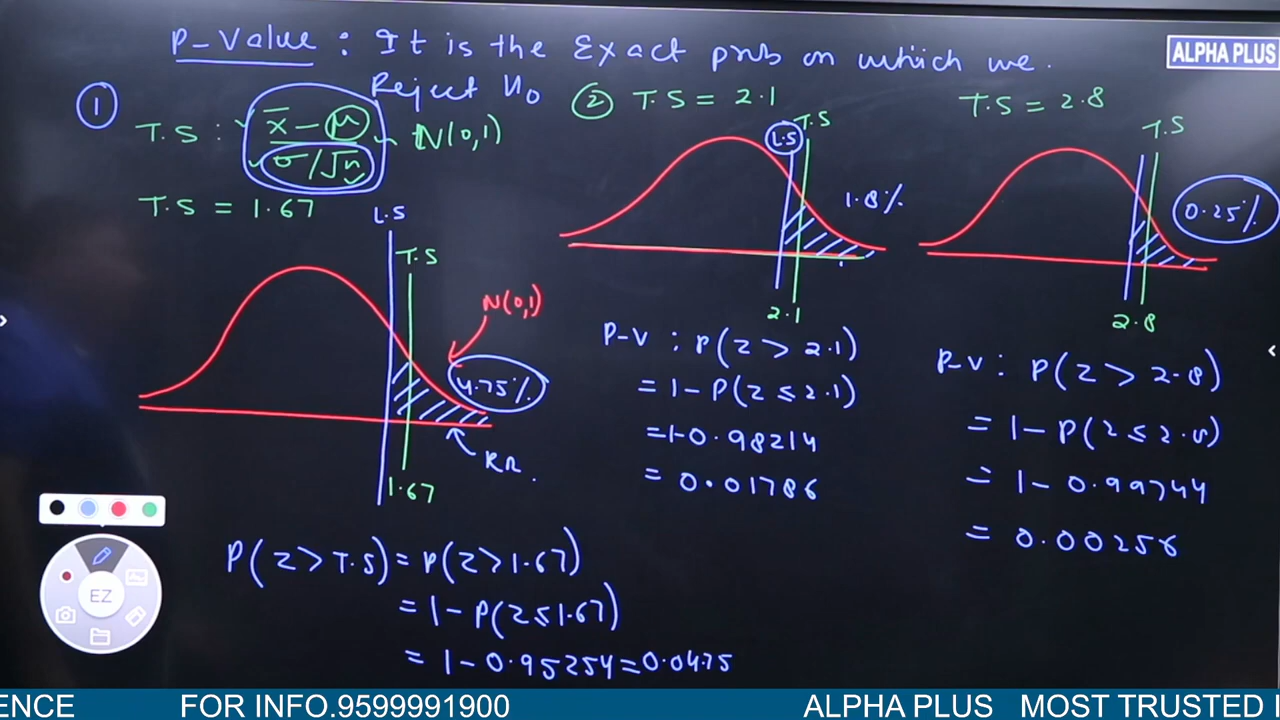 P-Value : It is the Exact prob on which we.
Reject H0
ALPHA PLUS
①
T.S : x̄ - μ / σ/√n ~ N(0,1)
T.S = 1.67
L.S
T.S
N(0,1)
4.75%
R.R.
1.67
P(Z > T.S) = P(Z > 1.67)
= 1 - P(Z ≤ 1.67)
= 1 - 0.95254 = 0.0475
② T.S = 2.1
L.S
T.S
1.8%
2.1
P-V : P(Z > 2.1)
= 1 - P(Z ≤ 2.1)
= 1 - 0.98214
= 0.01786
T.S = 2.8
T.S
0.25%
2.8
P-V : P(Z > 2.8)
= 1 - P(Z ≤ 2.8)
= 1 - 0.99744
= 0.00256
EZ
ENCE FOR INFO.9599991900 ALPHA PLUS MOST TRUSTED I